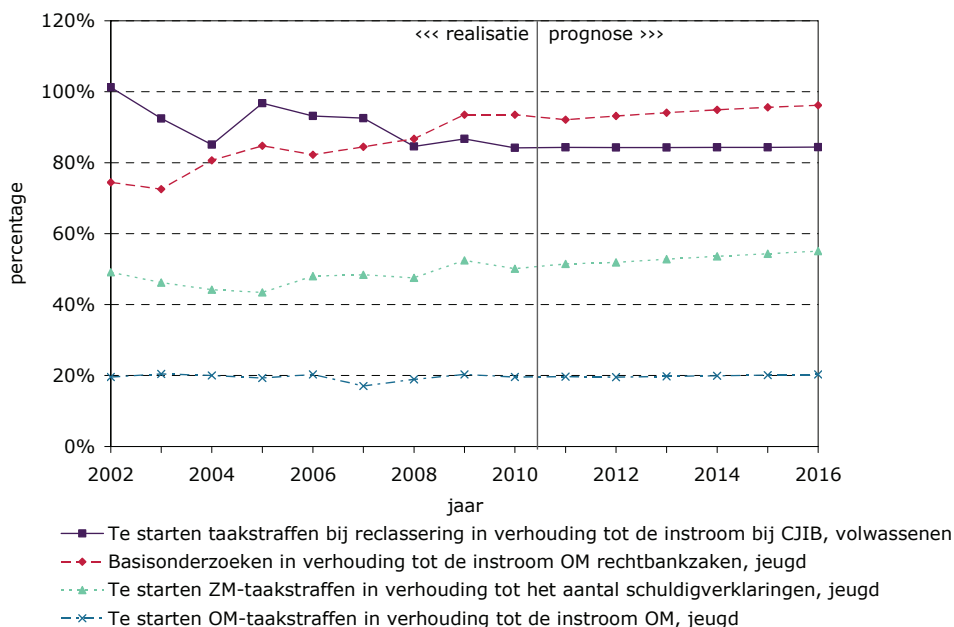 120%
‹‹‹ realisatie
prognose ›››
100%
80%
60%
40%
20%
0%
percentage
2002
2004
2006
2008
2010
2012
2014
2016
jaar
Te starten taakstraffen bij reclassering in verhouding tot de instroom bij CJIB, volwassenen
Basisonderzoeken in verhouding tot de instroom OM rechtbankzaken, jeugd
Te starten ZM-taakstraffen in verhouding tot het aantal schuldigverklaringen, jeugd
Te starten OM-taakstraffen in verhouding tot de instroom OM, jeugd